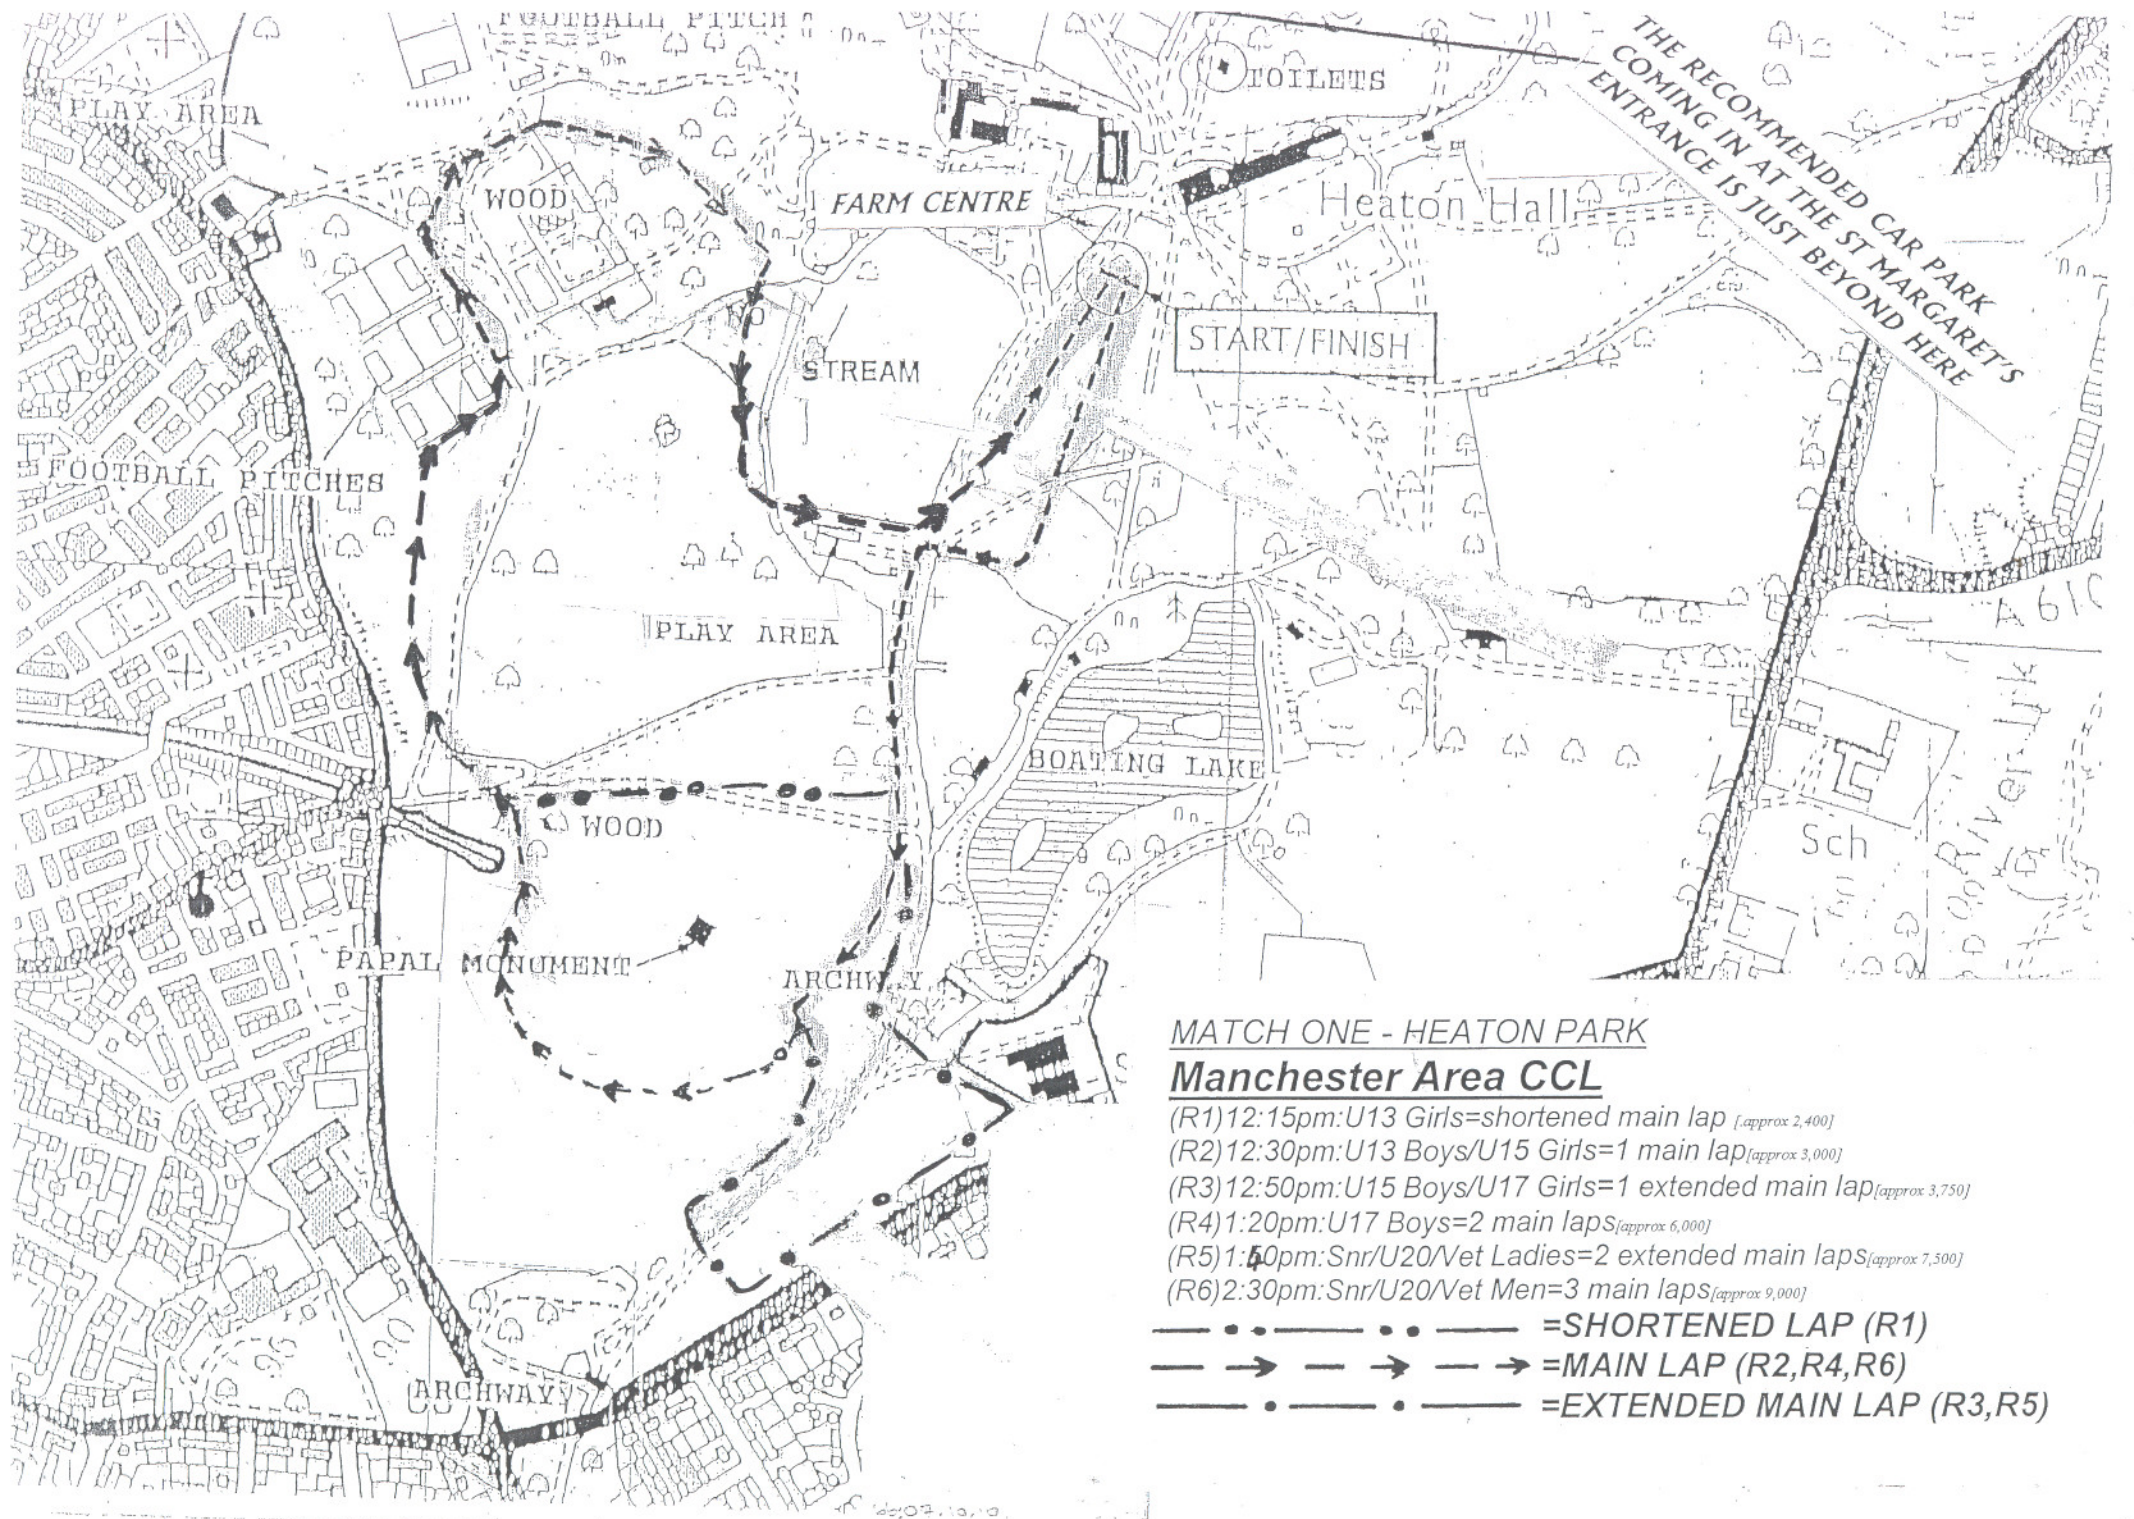 FOOTBALL PITCH
TOILETS
THE RECOMMENDED CAR PARK
COMING IN AT THE ST MARGARET'S
ENTRANCE IS JUST BEYOND HERE
PLAY AREA
WOOD
FARM CENTRE
Heaton Hall
START/FINISH
STREAM
FOOTBALL PITCHES
A 610
PLAY AREA
River Irk
BOATING LAKE
WOOD
Sch
PAPAL MONUMENT
ARCHWAY
MATCH ONE - HEATON PARK
Manchester Area CCL
(R1)12:15pm:U13 Girls=shortened main lap [.approx 2,400]
(R2)12:30pm:U13 Boys/U15 Girls=1 main lap[approx 3,000]
(R3)12:50pm:U15 Boys/U17 Girls=1 extended main lap[approx 3,750]
(R4)1:20pm:U17 Boys=2 main laps[approx 6,000]
(R5)1:50pm:Snr/U20/Vet Ladies=2 extended main laps[approx 7,500]
(R6)2:30pm:Snr/U20/Vet Men=3 main laps[approx 9,000]
=SHORTENED LAP (R1)
=MAIN LAP (R2,R4,R6)
=EXTENDED MAIN LAP (R3,R5)
90
ARCHWAY